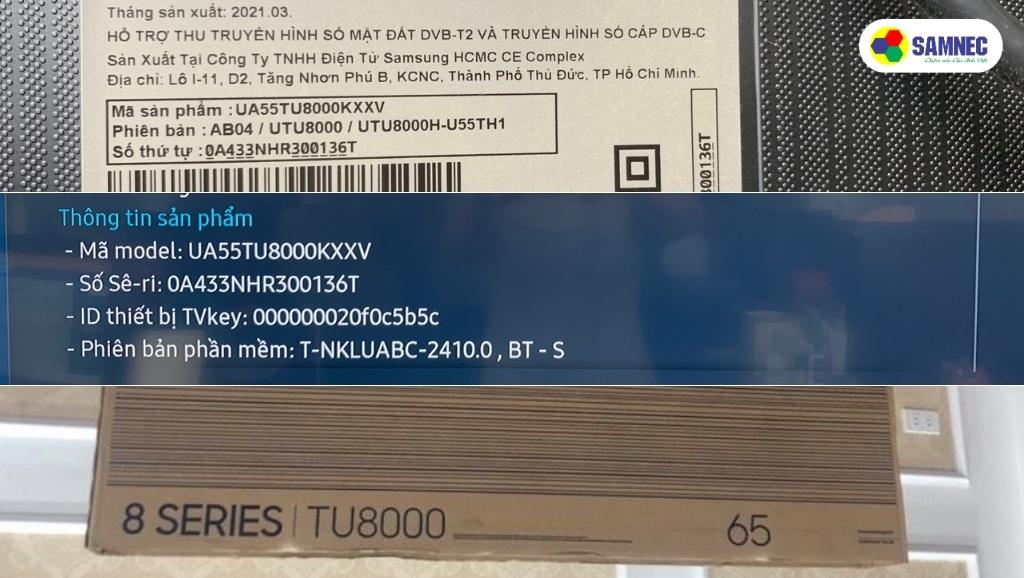 Tháng sản xuất: 2021.03.
HỖ TRỢ THU TRUYỀN HÌNH SỐ MẶT ĐẤT DVB-T2 VÀ TRUYỀN HÌNH SỐ CÁP DVB-C
Sản Xuất Tại Công Ty TNHH Điện Tử Samsung HCMC CE Complex
Địa chỉ: Lô I-11, D2, Tăng Nhơn Phú B, KCNC, Thành Phố Thủ Đức, TP Hồ Chí Minh.
Mã sản phẩm : UA55TU8000KXXV
Phiên bản : AB04 / UTU8000 / UTU8000H-U55TH1
Số thứ tự : 0A433NHR300136T
300136T
SAMNEC
Thông tin sản phẩm
- Mã model: UA55TU8000KXXV
- Số Sê-ri: 0A433NHR300136T
- ID thiết bị TVkey: 000000020f0c5b5c
- Phiên bản phần mềm: T-NKLUABC-2410.0 , BT - S
8 SERIES | TU8000
65